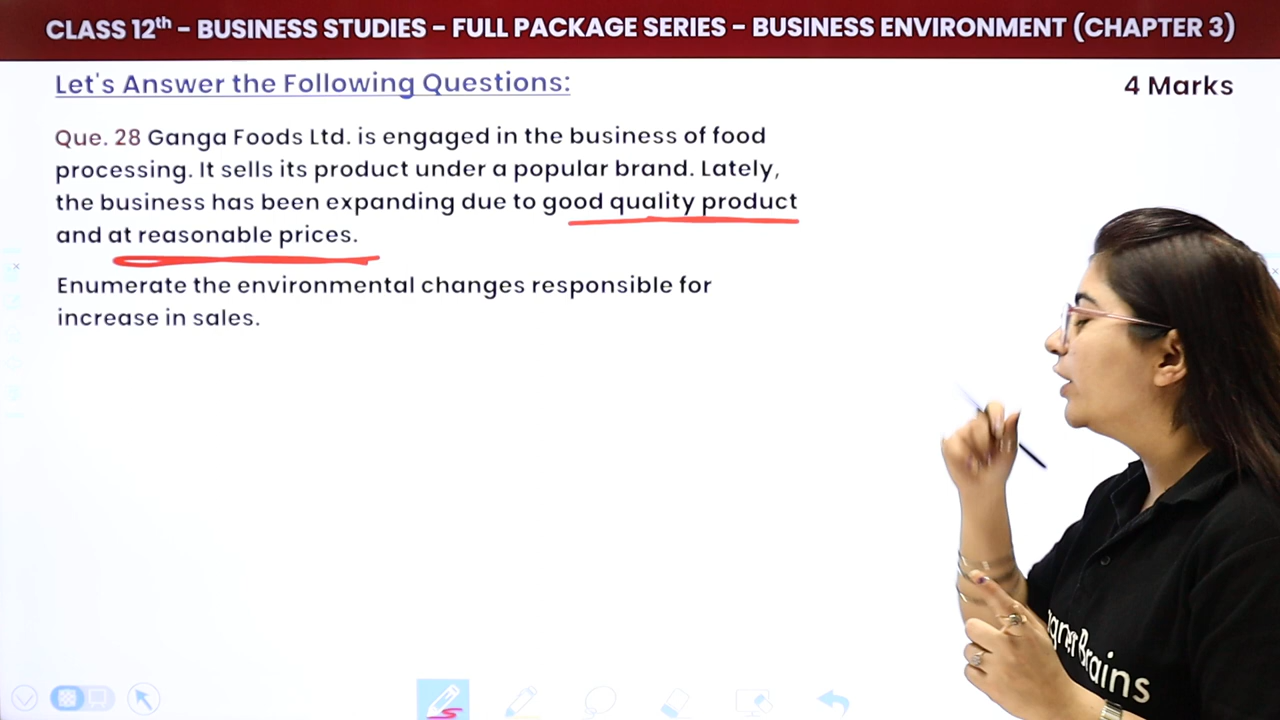 CLASS 12th – BUSINESS STUDIES – FULL PACKAGE SERIES – BUSINESS ENVIRONMENT (CHAPTER 3)
Let's Answer the Following Questions:
4 Marks
Que. 28 Ganga Foods Ltd. is engaged in the business of food
processing. It sells its product under a popular brand. Lately,
the business has been expanding due to good quality product
and at reasonable prices.
Enumerate the environmental changes responsible for
increase in sales.
Brains